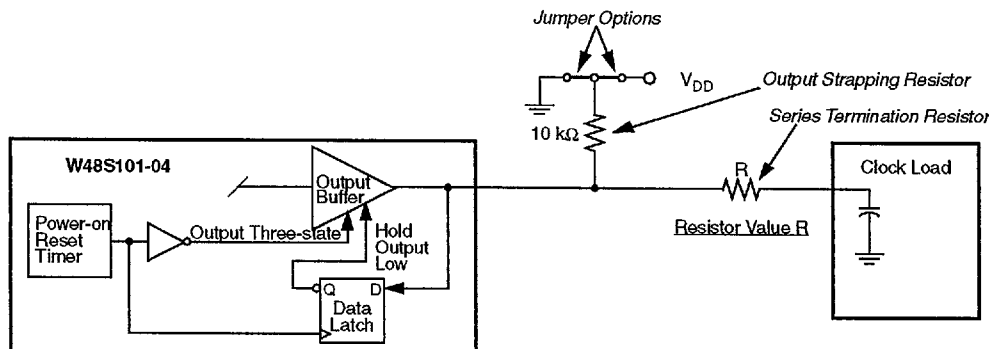 Jumper Options
VDD
Output Strapping Resistor
10 kΩ
Series Termination Resistor
W48S101-04
Output
Buffer
R
Clock Load
Power-on
Reset
Timer
Output Three-state
Hold
Output
Low
Resistor Value R
Q
D
Data
Latch